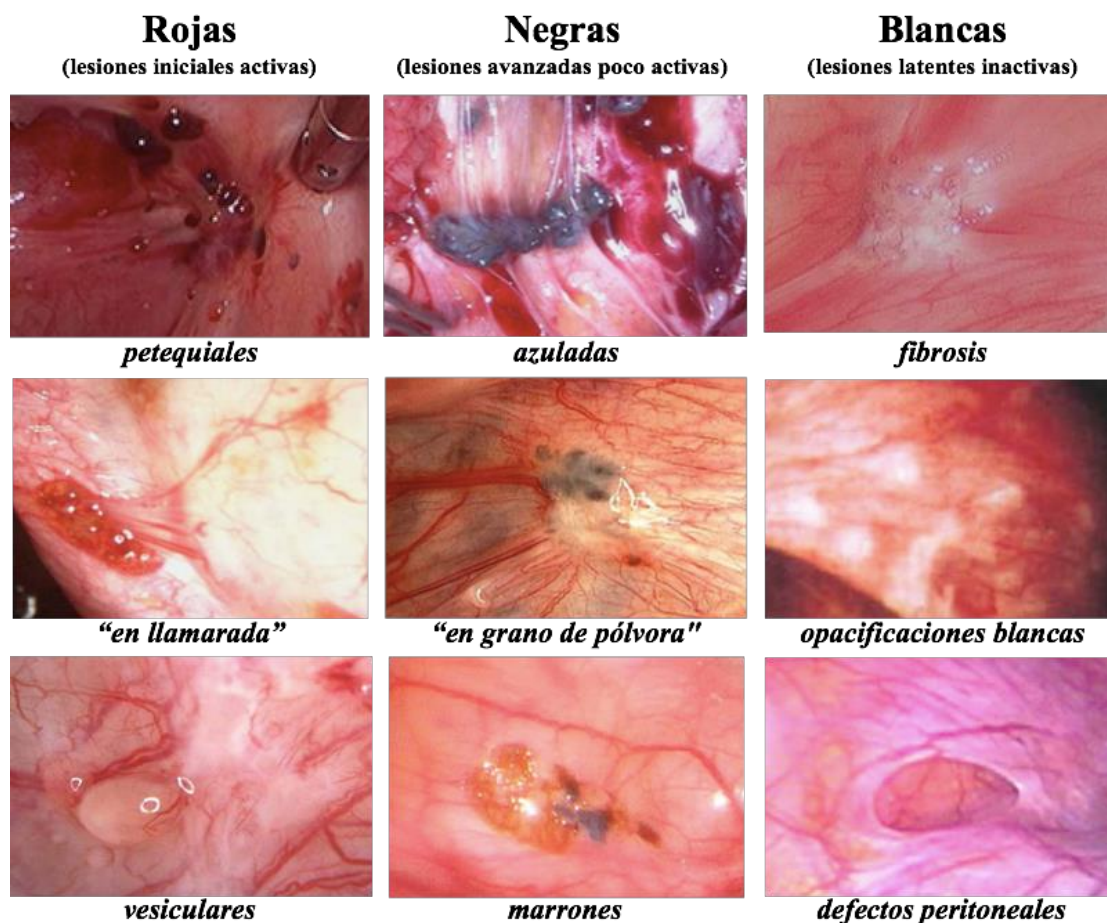 Rojas
(lesiones iniciales activas)
Negras
(lesiones avanzadas poco activas)
Blancas
(lesiones latentes inactivas)
petequiales
azuladas
fibrosis
“en llamarada”
“en grano de pólvora"
opacificaciones blancas
vesiculares
marrones
defectos peritoneales